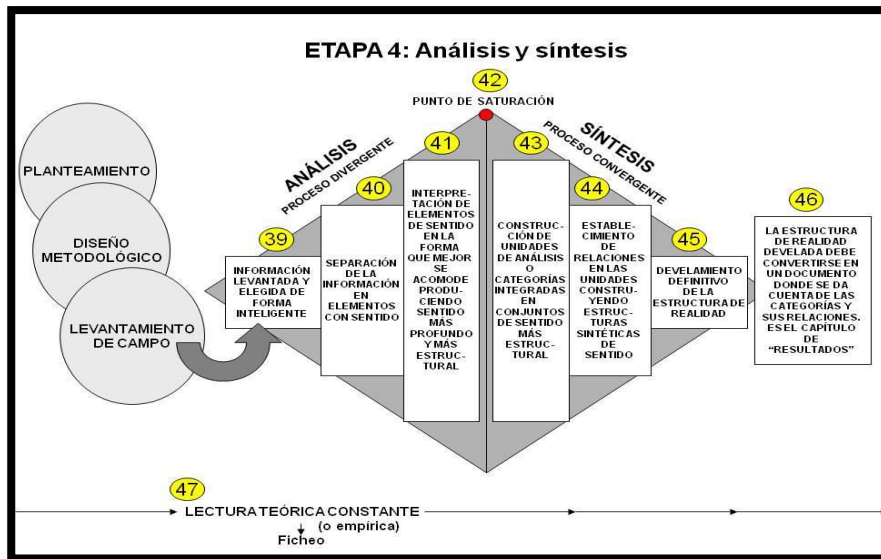 ETAPA 4: Análisis y síntesis
42
PUNTO DE SATURACIÓN
PLANTEAMIENTO
DISEÑO
METODOLÓGICO
LEVANTAMIENTO
DE CAMPO
ANÁLISIS
PROCESO DIVERGENTE
39
INFORMACIÓN
LEVANTADA Y
ELEGIDA DE
FORMA
INTELIGENTE
40
SEPARACIÓN
DE LA
INFORMACIÓN
EN
ELEMENTOS
CON SENTIDO
41
INTERPRE-
TACIÓN DE
ELEMENTOS
DE SENTIDO
EN LA
FORMA
QUE MEJOR
SE
ACOMODE
PRODU-
CIENDO
SENTIDO
MÁS
PROFUNDO
Y MÁS
ESTRUC-
TURAL
SÍNTESIS
PROCESO CONVERGENTE
43
CONSTRUC-
CIÓN DE
UNIDADES
DE ANÁLISIS
O
CATEGORÍAS
INTEGRADAS
EN
CONJUNTOS
DE SENTIDO
MÁS
ESTRUC-
TURAL
44
ESTABLE-
CIMIENTO
DE
RELACIONES
EN LAS
UNIDADES
CONSTRU-
YENDO
ESTRUC-
TURAS
SINTÉTICAS
DE
SENTIDO
45
DEVELAMIENTO
DEFINITIVO
DE LA
ESTRUCTURA DE
REALIDAD
46
LA ESTRUCTURA
DE REALIDAD
DEVELADA DEBE
CONVERTIRSE EN
UN DOCUMENTO
DONDE SE DA
CUENTA DE LAS
CATEGORÍAS Y
SUS RELACIONES.
ES EL CAPÍTULO
DE
“RESULTADOS”
47
LECTURA TEÓRICA CONSTANTE
(o empírica)
Ficheo